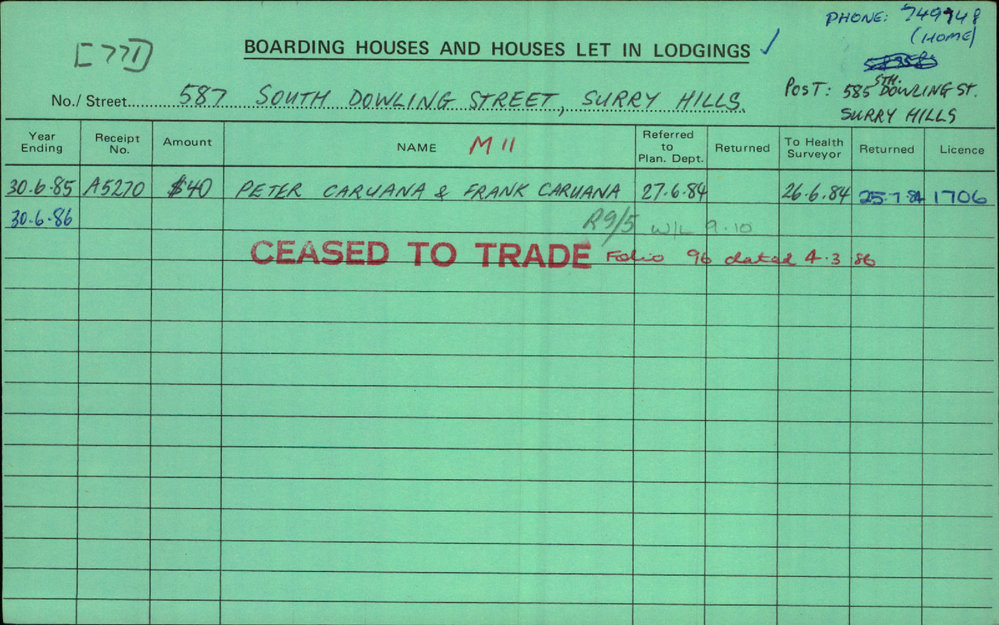 PHONE: 749748
(HOME)
[771]
BOARDING HOUSES AND HOUSES LET IN LODGINGS ✓
No./ Street 587 SOUTH DOWLING STREET, SURRY HILLS.
POST: 585 STH. DOWLING ST.
SURRY HILLS
Year Ending Receipt No. Amount NAME M 11 Referred to Plan. Dept. Returned To Health Surveyor Returned Licence
30.6.85 A5270 $40 PETER CARUANA & FRANK CARUANA 27.6.84 26.6.84 25.7.84 1706
30.6.86 R9/5 W/L 9.10
CEASED TO TRADE Folio 96 dated 4.3 86